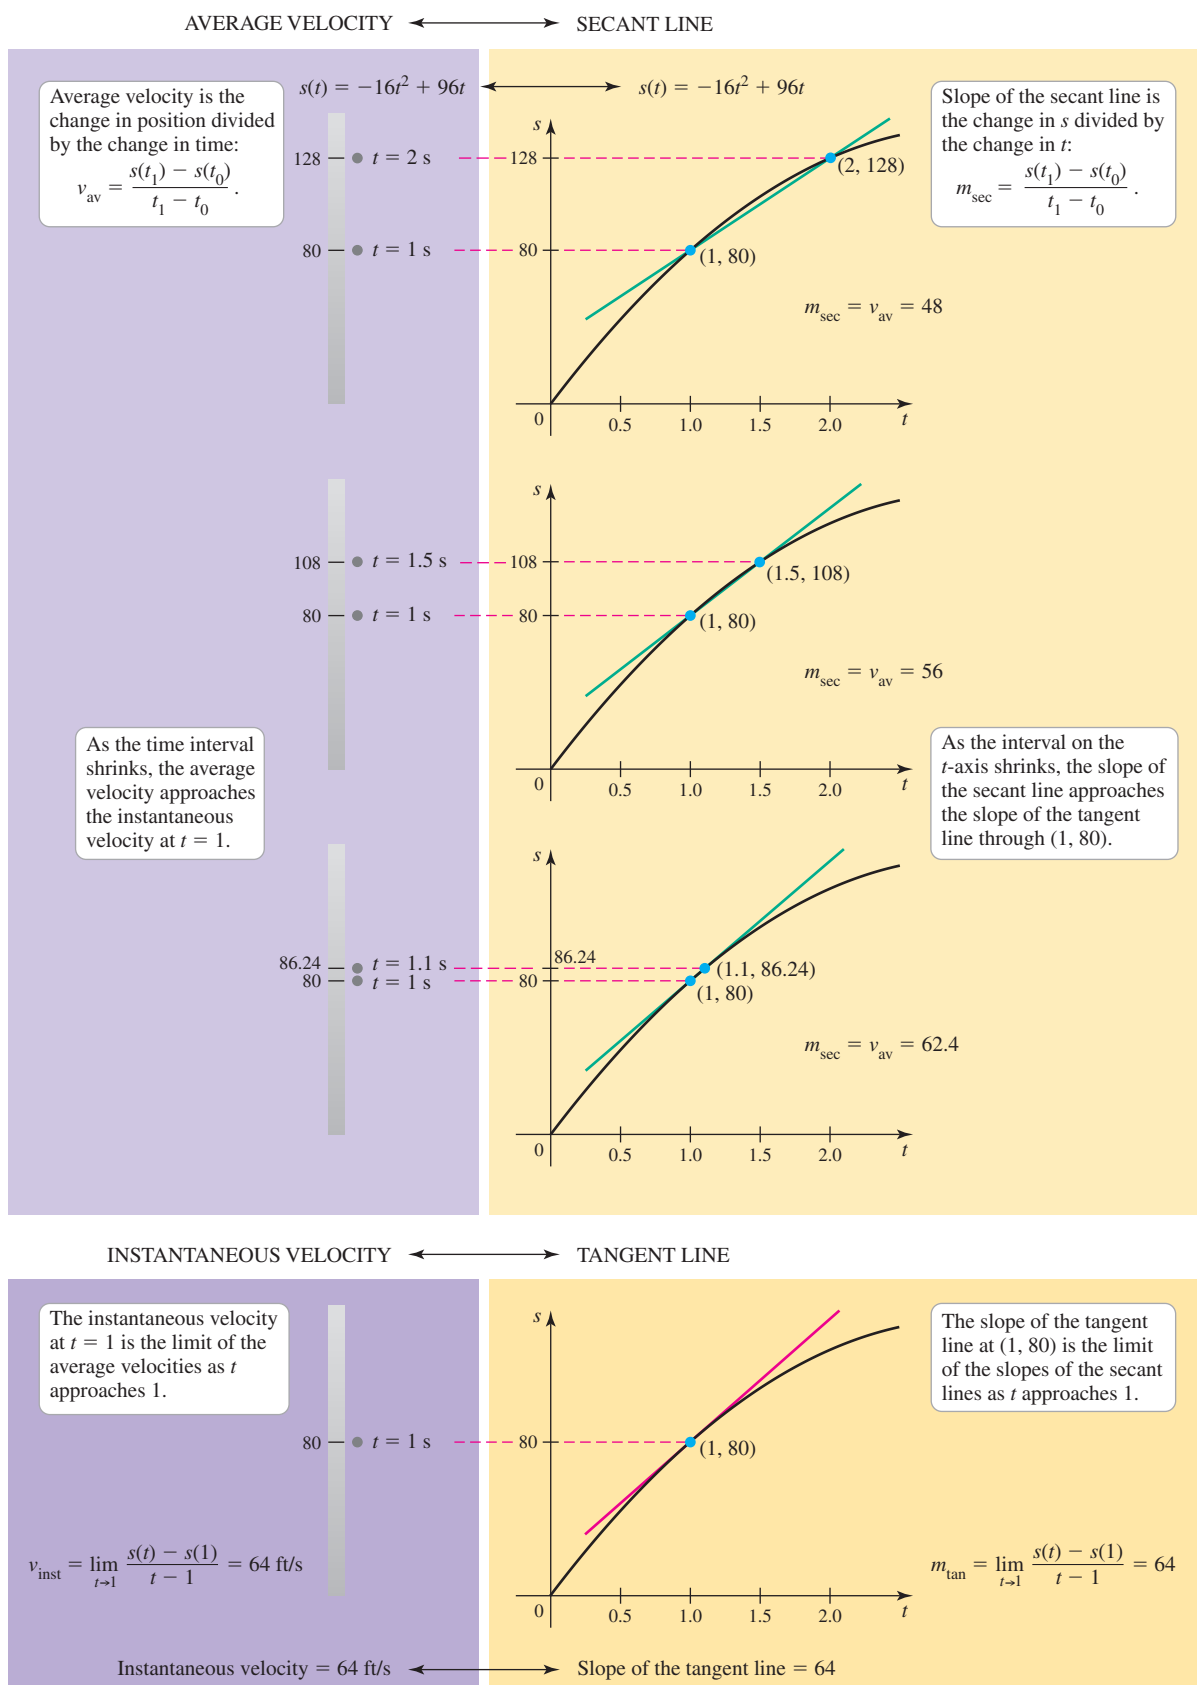 AVERAGE VELOCITY ⟷ SECANT LINE
Average velocity is the
change in position divided
by the change in time:
v_av = (s(t_1) − s(t_0)) / (t_1 − t_0) .
s(t) = −16t² + 96t ⟷ s(t) = −16t² + 96t
Slope of the secant line is
the change in s divided by
the change in t:
m_sec = (s(t_1) − s(t_0)) / (t_1 − t_0) .
s
128 t = 2 s 128 (2, 128)
80 t = 1 s 80 (1, 80)
m_sec = v_av = 48
0 0.5 1.0 1.5 2.0 t
s
108 t = 1.5 s 108 (1.5, 108)
80 t = 1 s 80 (1, 80)
m_sec = v_av = 56
0 0.5 1.0 1.5 2.0 t
As the time interval
shrinks, the average
velocity approaches
the instantaneous
velocity at t = 1.
As the interval on the
t-axis shrinks, the slope of
the secant line approaches
the slope of the tangent
line through (1, 80).
s
86.24 t = 1.1 s 86.24 (1.1, 86.24)
80 t = 1 s 80 (1, 80)
m_sec = v_av = 62.4
0 0.5 1.0 1.5 2.0 t
INSTANTANEOUS VELOCITY ⟷ TANGENT LINE
The instantaneous velocity
at t = 1 is the limit of the
average velocities as t
approaches 1.
s
The slope of the tangent
line at (1, 80) is the limit
of the slopes of the secant
lines as t approaches 1.
80 t = 1 s 80 (1, 80)
v_inst = lim_{t→1} (s(t) − s(1)) / (t − 1) = 64 ft/s
m_tan = lim_{t→1} (s(t) − s(1)) / (t − 1) = 64
0 0.5 1.0 1.5 2.0 t
Instantaneous velocity = 64 ft/s ⟷ Slope of the tangent line = 64